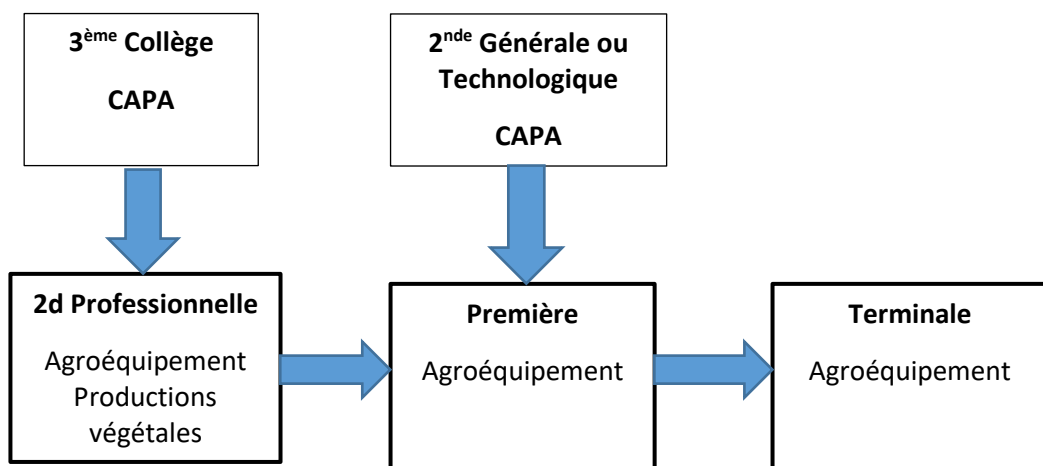 3ème Collège
CAPA
2nde Générale ou
Technologique
CAPA
2d Professionnelle
Agroéquipement
Productions
végétales
Première
Agroéquipement
Terminale
Agroéquipement